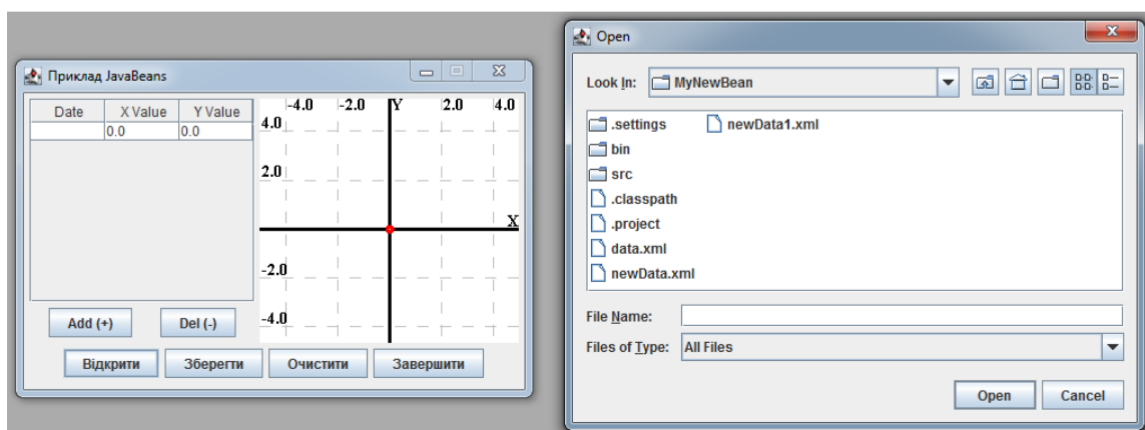 Приклад JavaBeans
Date X Value Y Value
0.0 0.0
-4.0 -2.0 Y 2.0 4.0
4.0
2.0
X
-2.0
-4.0
Add (+) Del (-)
Відкрити Зберегти Очистити Завершити
Open
Look In: MyNewBean
.settings newData1.xml
bin
src
.classpath
.project
data.xml
newData.xml
File Name:
Files of Type: All Files
Open Cancel